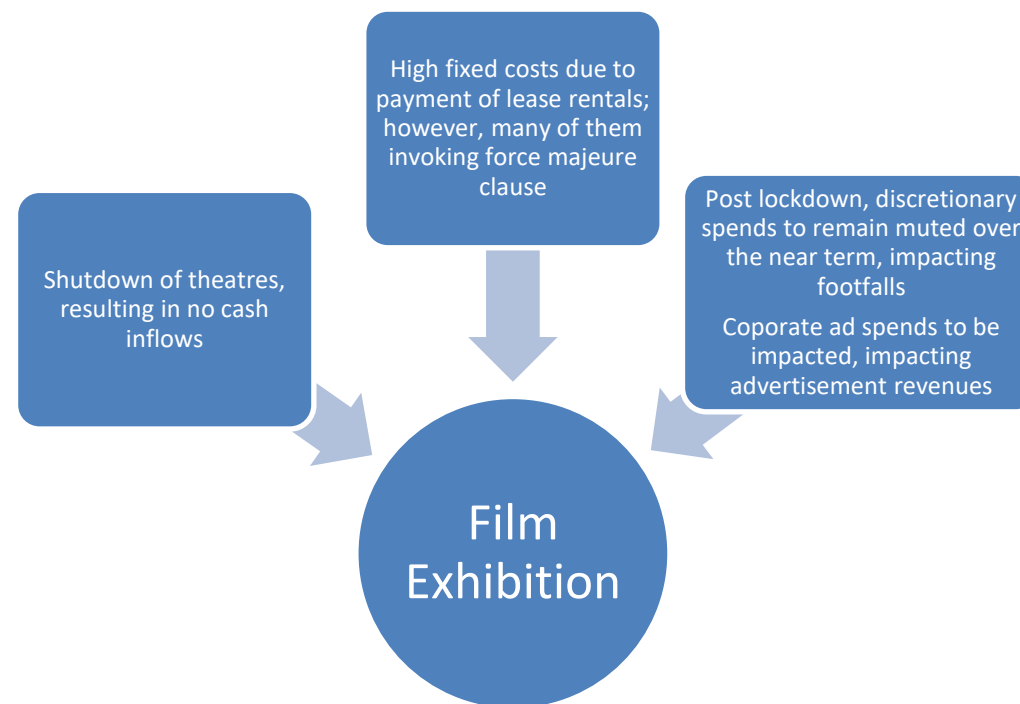 High fixed costs due to
payment of lease rentals;
however, many of them
invoking force majeure
clause
Shutdown of theatres,
resulting in no cash
inflows
Post lockdown, discretionary
spends to remain muted over
the near term, impacting
footfalls
Coporate ad spends to be
impacted, impacting
advertisement revenues
Film
Exhibition